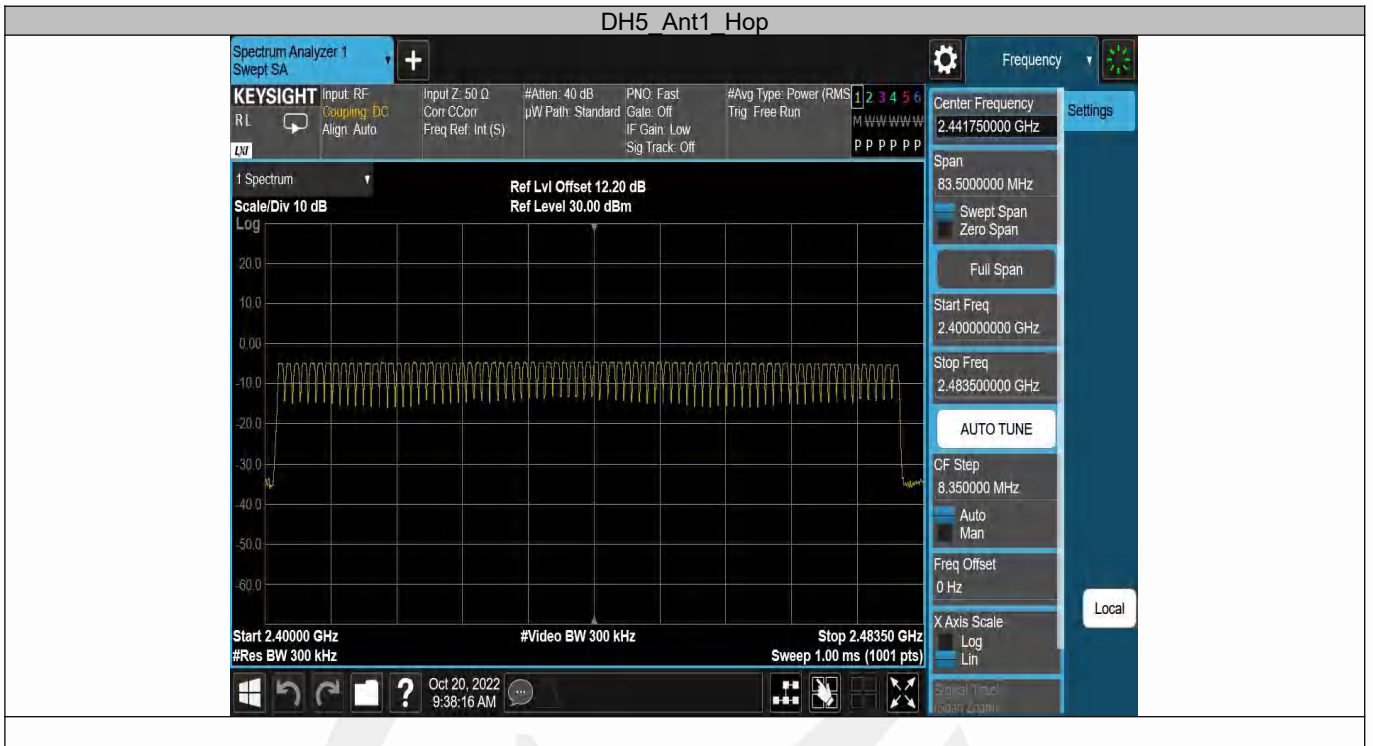 DH5_Ant1_Hop
Spectrum Analyzer 1
Swept SA
+
Frequency
KEYSIGHT
RL
LXI
Input: RF
Coupling: DC
Align: Auto
Input Z: 50 Ω
Corr CCorr
Freq Ref: Int (S)
#Atten: 40 dB
µW Path: Standard
PNO: Fast
Gate: Off
IF Gain: Low
Sig Track: Off
#Avg Type: Power (RMS
Trig: Free Run
1 2 3 4 5 6
M W W W W W
P P P P P P
Center Frequency
2.441750000 GHz
Settings
Span
83.5000000 MHz
Swept Span
Zero Span
Full Span
Start Freq
2.400000000 GHz
Stop Freq
2.483500000 GHz
AUTO TUNE
CF Step
8.350000 MHz
Auto
Man
Freq Offset
0 Hz
X Axis Scale
Log
Lin
Signal Track
(Span Zoom)
Local
1 Spectrum
Scale/Div 10 dB
Ref Lvl Offset 12.20 dB
Ref Level 30.00 dBm
Log
20.0
10.0
0.00
-10.0
-20.0
-30.0
-40.0
-50.0
-60.0
Start 2.40000 GHz
#Video BW 300 kHz
Stop 2.48350 GHz
#Res BW 300 kHz
Sweep 1.00 ms (1001 pts)
?
Oct 20, 2022
9:38:16 AM